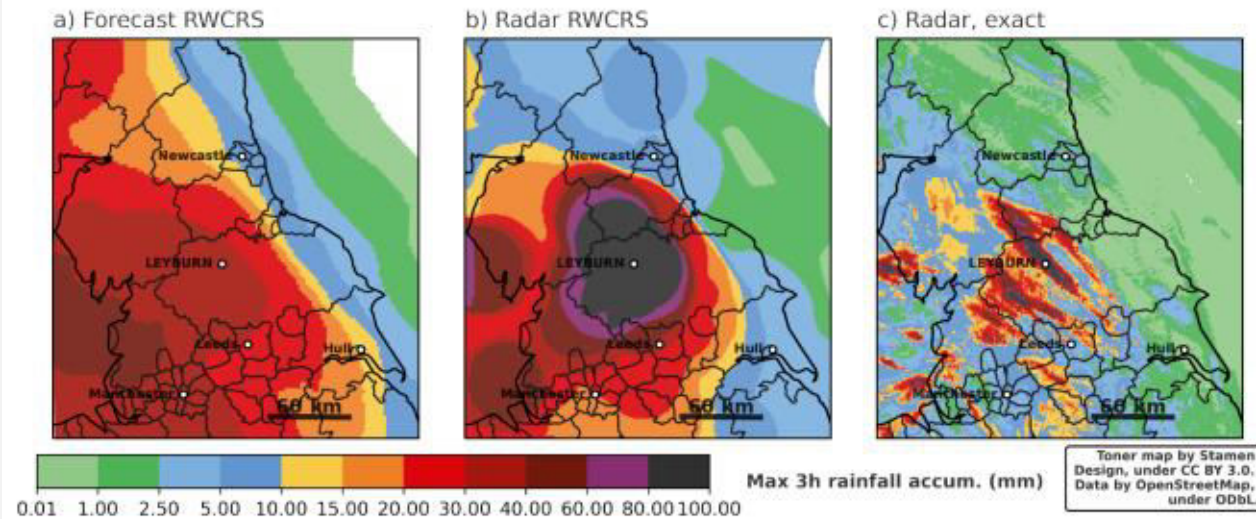 a) Forecast RWCRS
b) Radar RWCRS
c) Radar, exact
Newcastle
LEYBURN
Leeds
Hull
Manchester
60 km
Newcastle
LEYBURN
Leeds
Hull
Manchester
60 km
Newcastle
LEYBURN
Leeds
Hull
Manchester
60 km
0.01 1.00 2.50 5.00 10.00 15.00 20.00 30.00 40.00 60.00 80.00 100.00
Max 3h rainfall accum. (mm)
Toner map by Stamen
Design, under CC BY 3.0.
Data by OpenStreetMap,
under ODbL